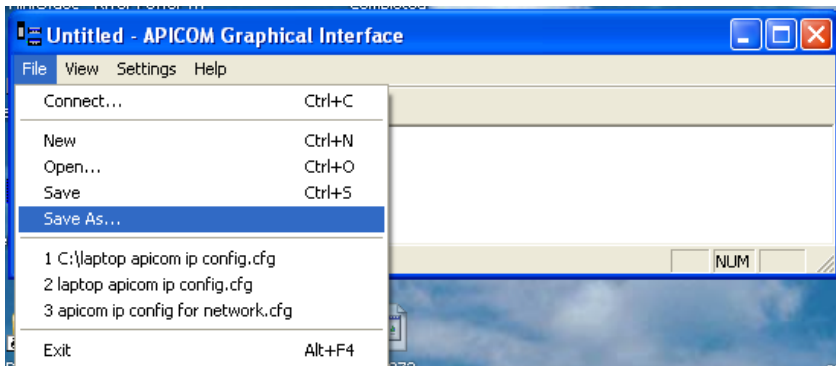 Completed
Untitled - APICOM Graphical Interface
File View Settings Help
Connect... Ctrl+C
New Ctrl+N
Open... Ctrl+O
Save Ctrl+S
Save As...
1 C:\laptop apicom ip config.cfg
2 laptop apicom ip config.cfg
3 apicom ip config for network.cfg
NUM
Exit Alt+F4